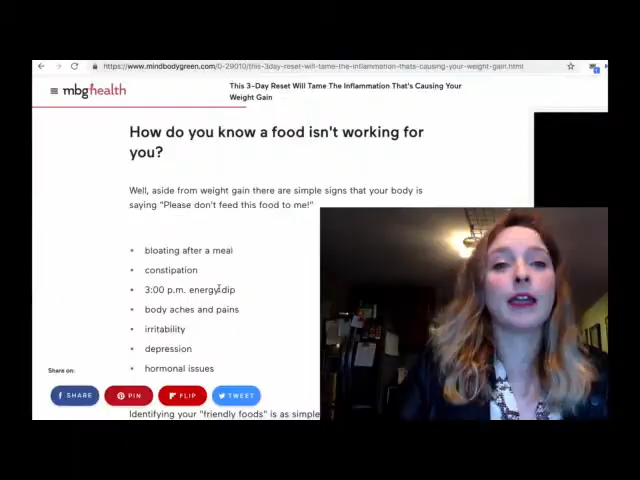 https://www.mindbodygreen.com/0-29010/this-3day-reset-will-tame-the-inflammation-thats-causing-your-weight-gain.html
mbghealth
This 3-Day Reset Will Tame The Inflammation That's Causing Your
Weight Gain
How do you know a food isn't working for
you?
Well, aside from weight gain there are simple signs that your body is
saying "Please don't feed this food to me!"
bloating after a meal
constipation
3:00 p.m. energy dip
body aches and pains
irritability
depression
hormonal issues
Share on:
SHARE
PIN
FLIP
TWEET
Identifying your "friendly foods" is as simple